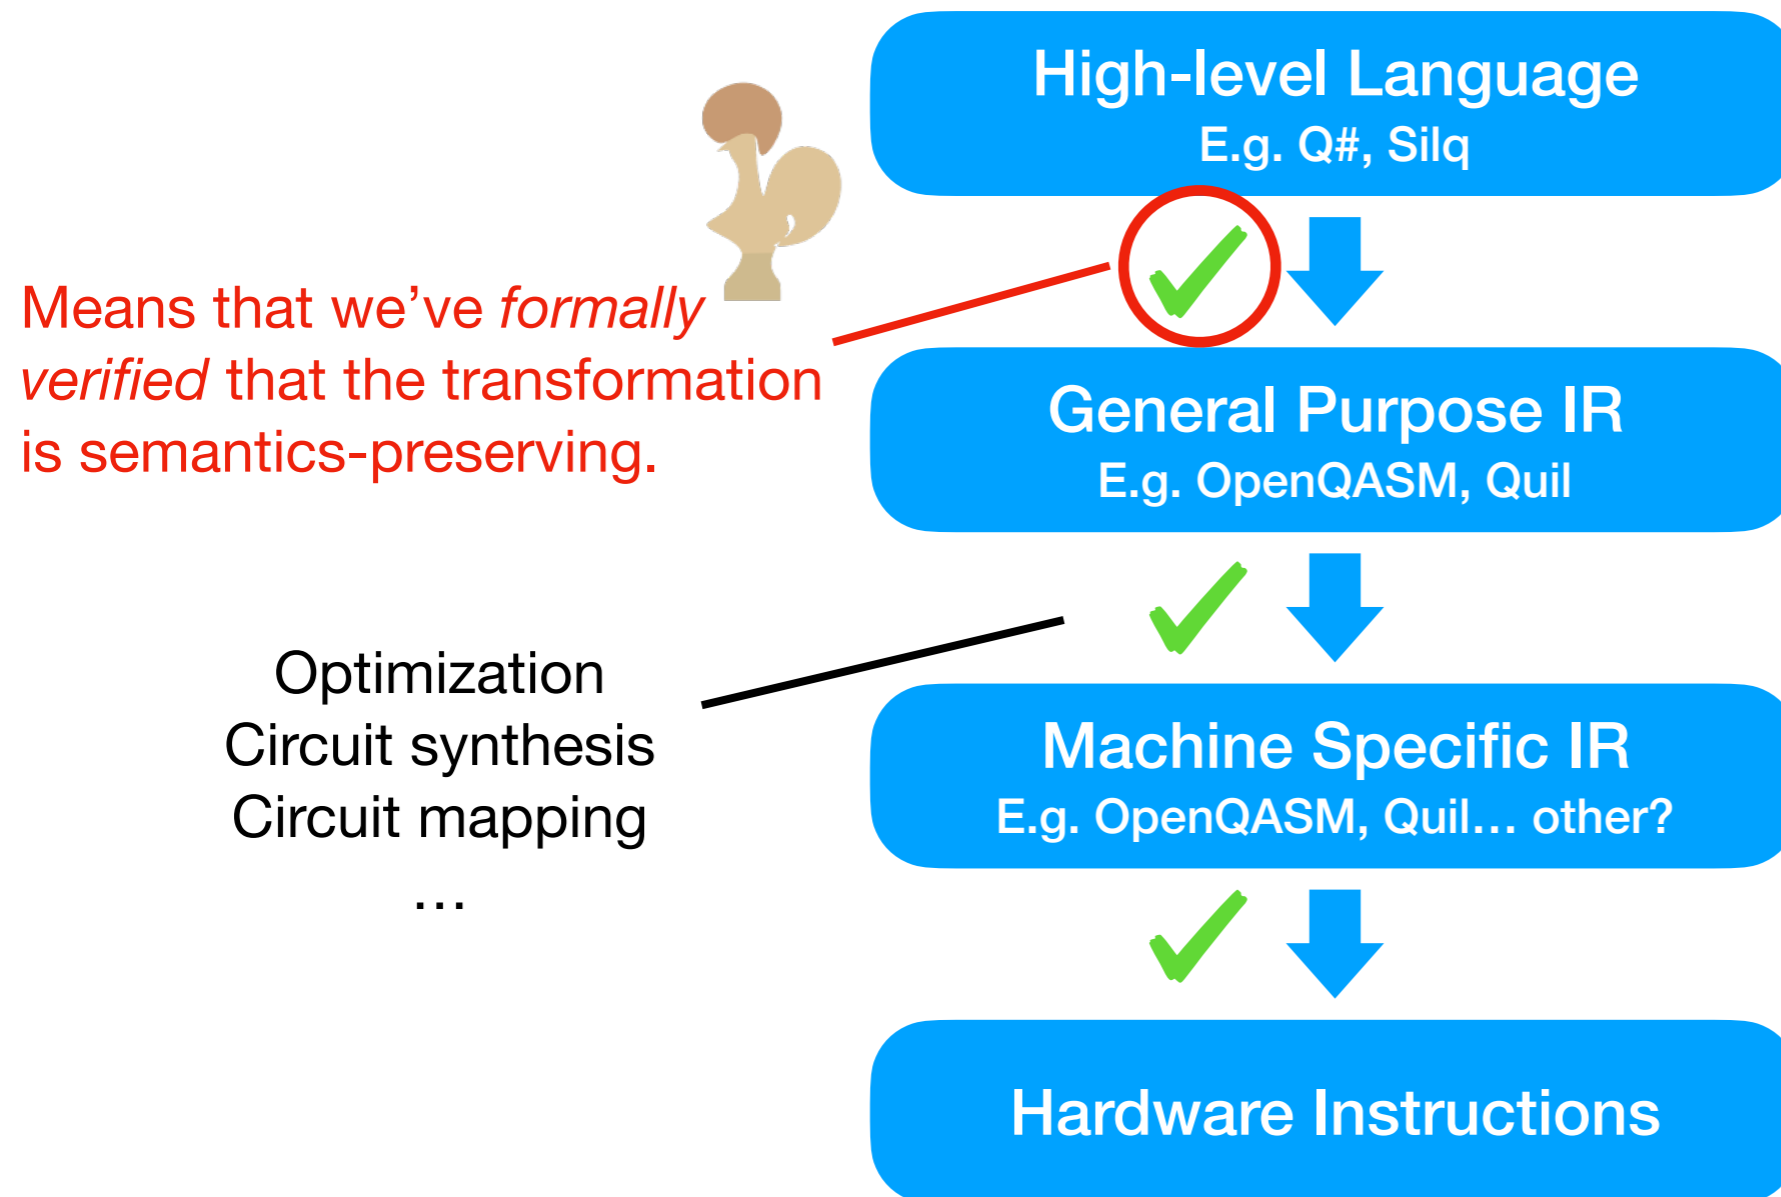 High-level Language
E.g. Q#, Silq
Means that we’ve formally
verified that the transformation
is semantics-preserving.
General Purpose IR
E.g. OpenQASM, Quil
Optimization
Circuit synthesis
Circuit mapping
…
Machine Specific IR
E.g. OpenQASM, Quil… other?
Hardware Instructions